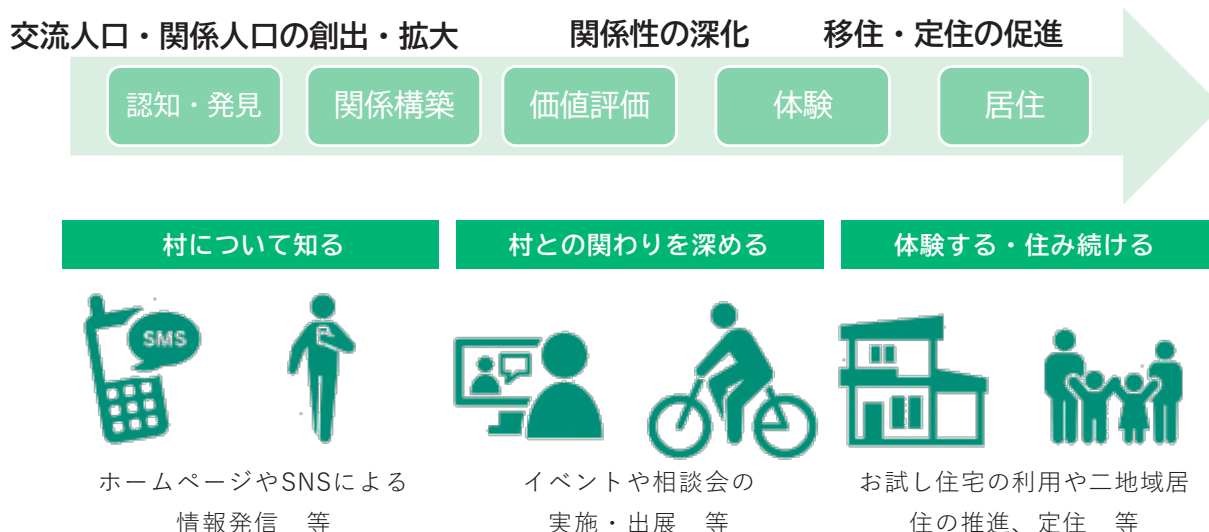 交流人口・関係人口の創出・拡大 関係性の深化 移住・定住の促進
認知・発見 関係構築 価値評価 体験 居住
村について知る 村との関わりを深める 体験する・住み続ける
SMS
ホームページやSNSによる
情報発信　等
イベントや相談会の
実施・出展　等
お試し住宅の利用や二地域居
住の推進、定住　等